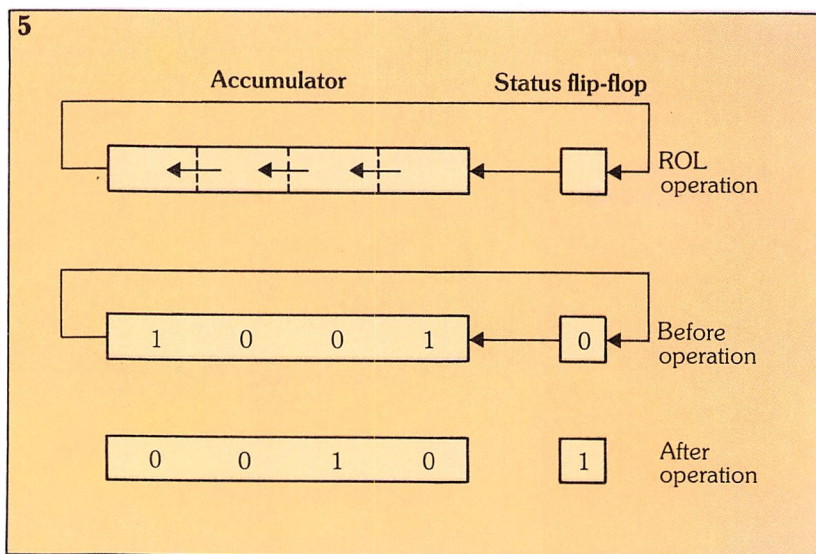 5
Accumulator Status flip-flop
ROL
operation
1 0 0 1 0
Before
operation
0 0 1 0 1
After
operation